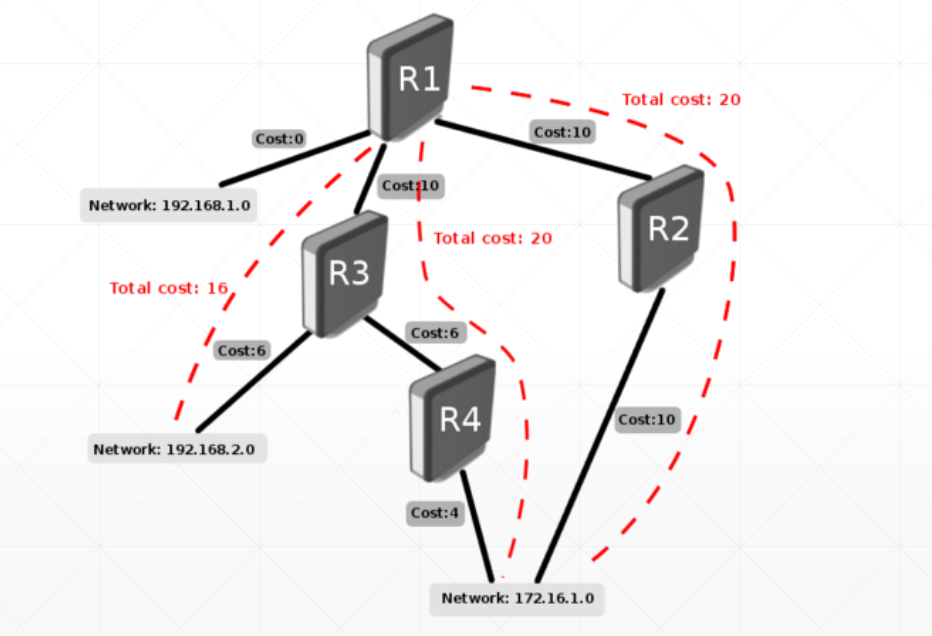 R1
Total cost: 20
Cost:10
Cost:0
Cost:10
Network: 192.168.1.0
R2
Total cost: 20
R3
Total cost: 16
Cost:6
Cost:6
R4
Cost:10
Network: 192.168.2.0
Cost:4
Network: 172.16.1.0